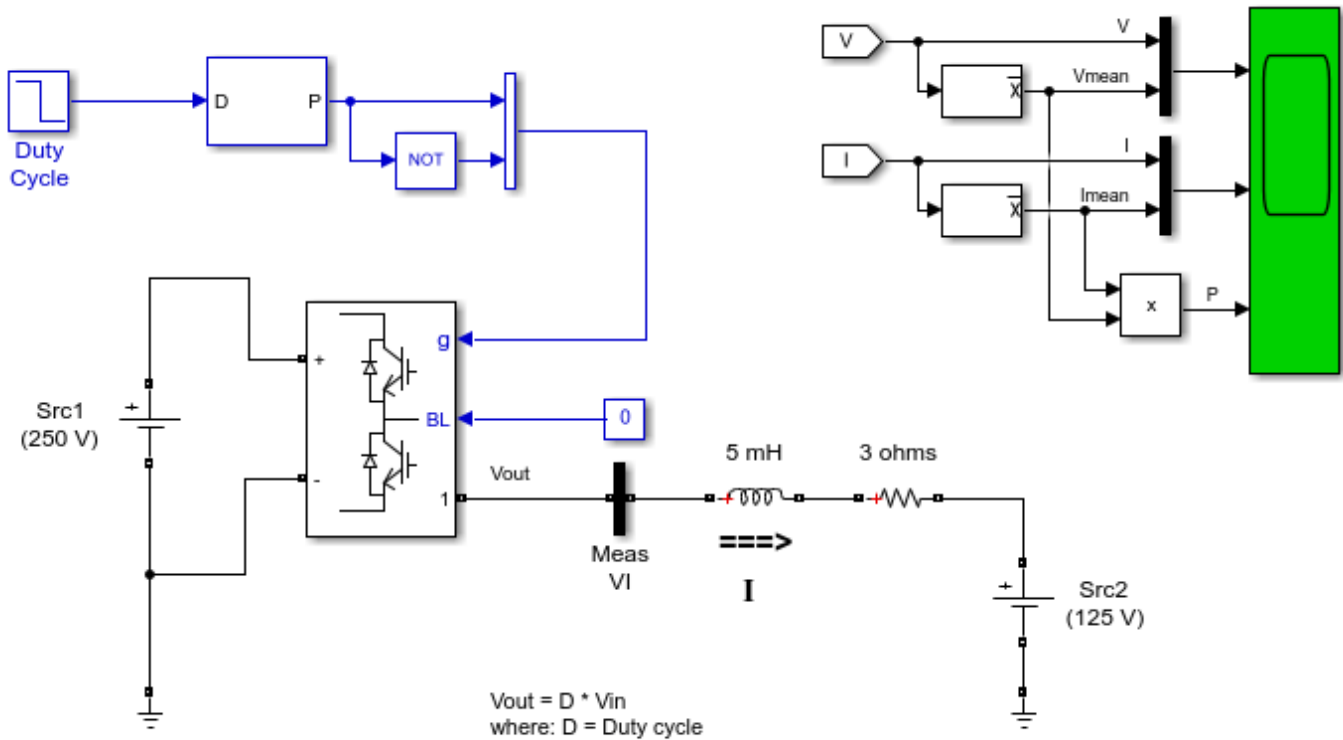 Duty
Cycle
D
P
NOT
V
V
Vmean
X
I
I
Imean
X
x
P
Src1
(250 V)
+
+
-
g
BL
1
0
Vout
Meas
VI
5 mH
+
===>
I
3 ohms
+
+
Src2
(125 V)
Vout = D * Vin
where: D = Duty cycle